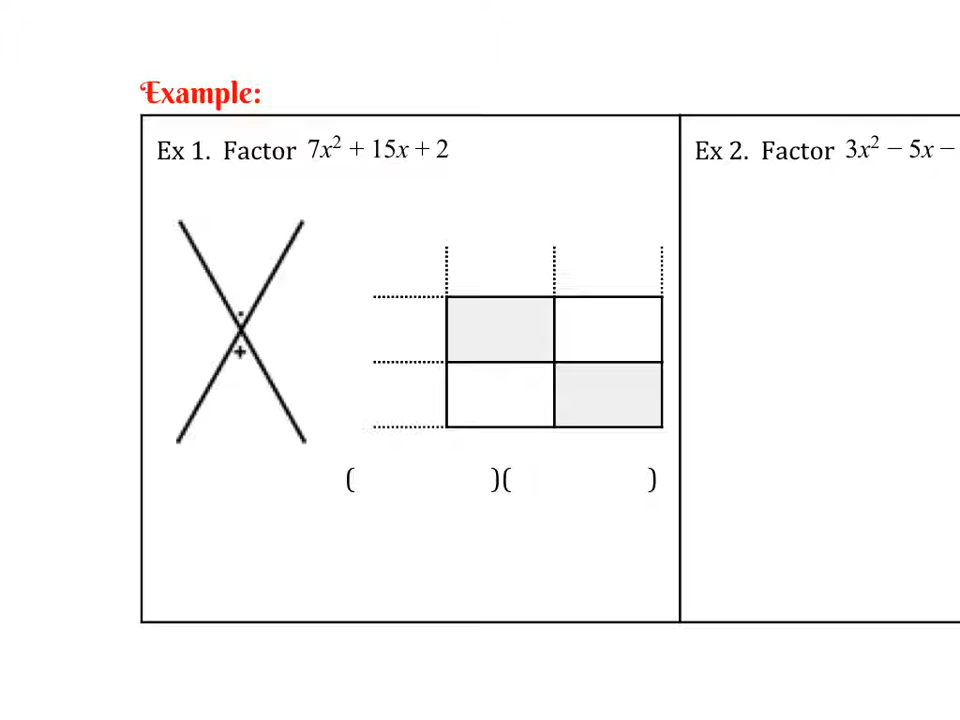 Example:
Ex 1. Factor 7x² + 15x + 2
Ex 2. Factor 3x² − 5x −
·
+
( )( )